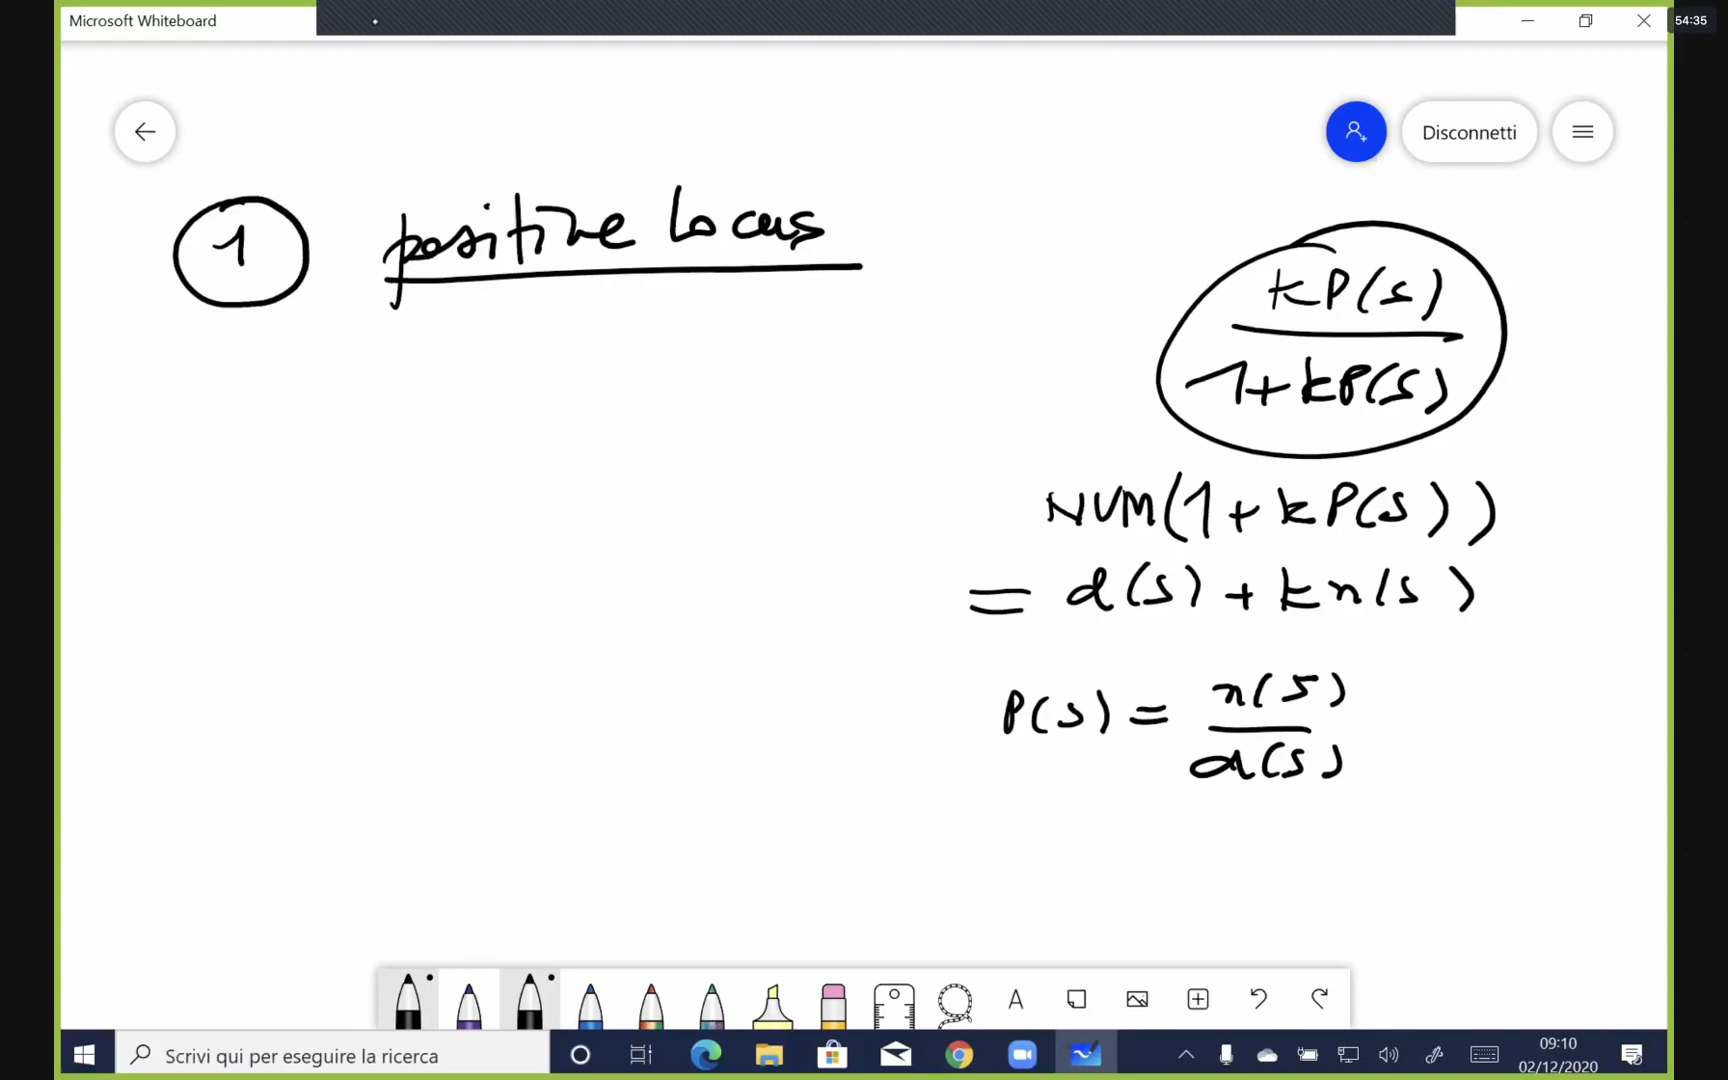 Microsoft Whiteboard
54:35
Disconnetti
1 positive locus
kP(s)
1+kP(s)
NUM(1+kP(s))
= d(s)+kn(s)
P(s) = n(s)
d(s)
A
Scrivi qui per eseguire la ricerca
09:10
02/12/2020